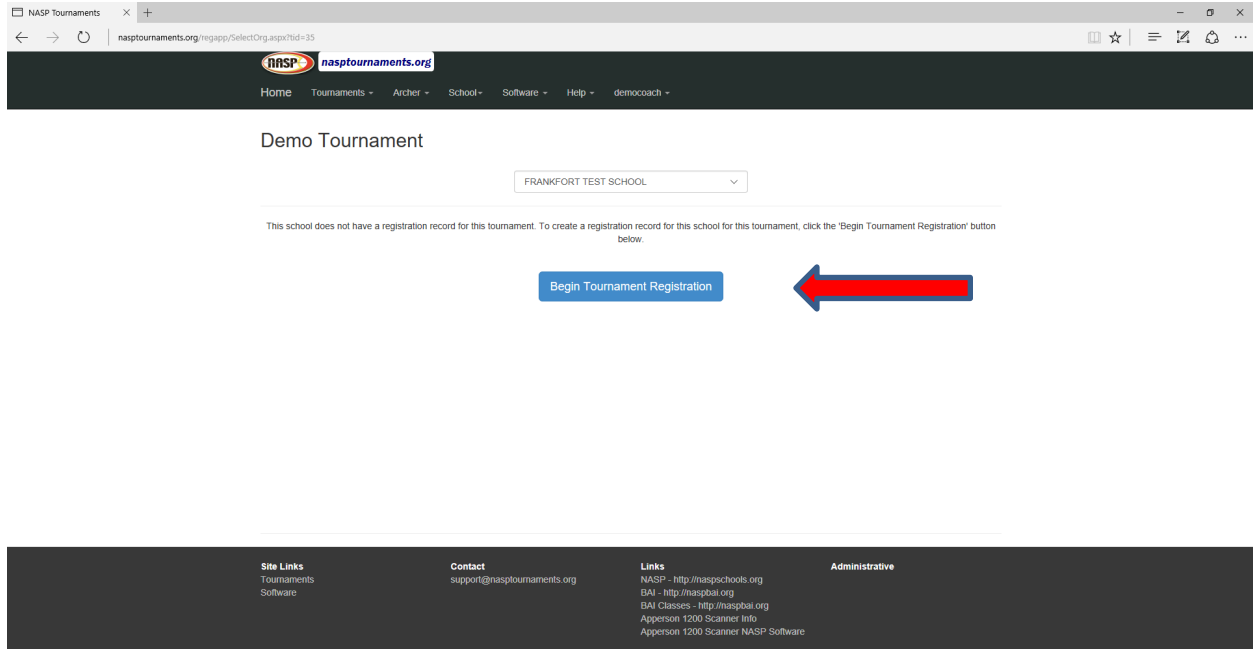 NASP Tournaments
nasptournaments.org/regapp/SelectOrg.aspx?tid=35
NASP nasptournaments.org
Home Tournaments Archer School Software Help democoach
Demo Tournament
FRANKFORT TEST SCHOOL
This school does not have a registration record for this tournament. To create a registration record for this school for this tournament, click the 'Begin Tournament Registration' button
below.
Begin Tournament Registration
Site Links
Tournaments
Software
Contact
support@nasptournaments.org
Links
NASP - http://naspschools.org
BAI - http://naspbai.org
BAI Classes - http://naspbai.org
Apperson 1200 Scanner Info
Apperson 1200 Scanner NASP Software
Administrative